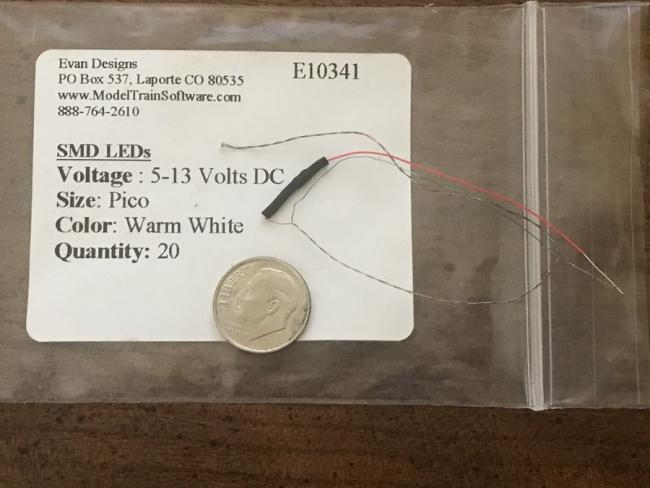 Evan Designs
PO Box 537, Laporte CO 80535
www.ModelTrainSoftware.com
888-764-2610
E10341
SMD LEDs
Voltage : 5-13 Volts DC
Size: Pico
Color: Warm White
Quantity: 20
LIBERTY